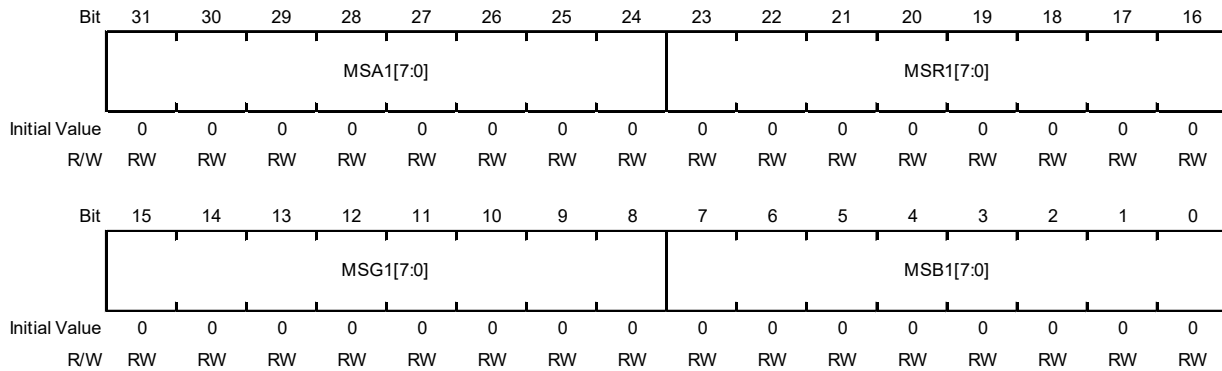 Bit 31 30 29 28 27 26 25 24 23 22 21 20 19 18 17 16
MSA1[7:0] MSR1[7:0]
Initial Value 0 0 0 0 0 0 0 0 0 0 0 0 0 0 0 0
R/W RW RW RW RW RW RW RW RW RW RW RW RW RW RW RW RW
Bit 15 14 13 12 11 10 9 8 7 6 5 4 3 2 1 0
MSG1[7:0] MSB1[7:0]
Initial Value 0 0 0 0 0 0 0 0 0 0 0 0 0 0 0 0
R/W RW RW RW RW RW RW RW RW RW RW RW RW RW RW RW RW